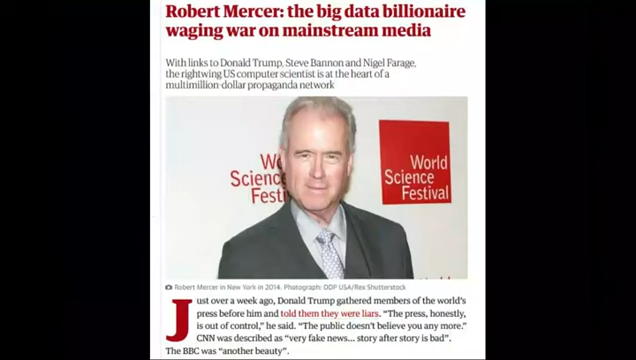 Robert Mercer: the big data billionaire
waging war on mainstream media
With links to Donald Trump, Steve Bannon and Nigel Farage,
the rightwing US computer scientist is at the heart of a
multimillion-dollar propaganda network
Wo
Scien
Festi
World
Science
Festival
Robert Mercer in New York in 2014. Photograph: DDP USA/Rex Shutterstock
Just over a week ago, Donald Trump gathered members of the world's
press before him and told them they were liars. “The press, honestly,
is out of control,” he said. “The public doesn't believe you any more.”
CNN was described as “very fake news… story after story is bad”.
The BBC was “another beauty”.